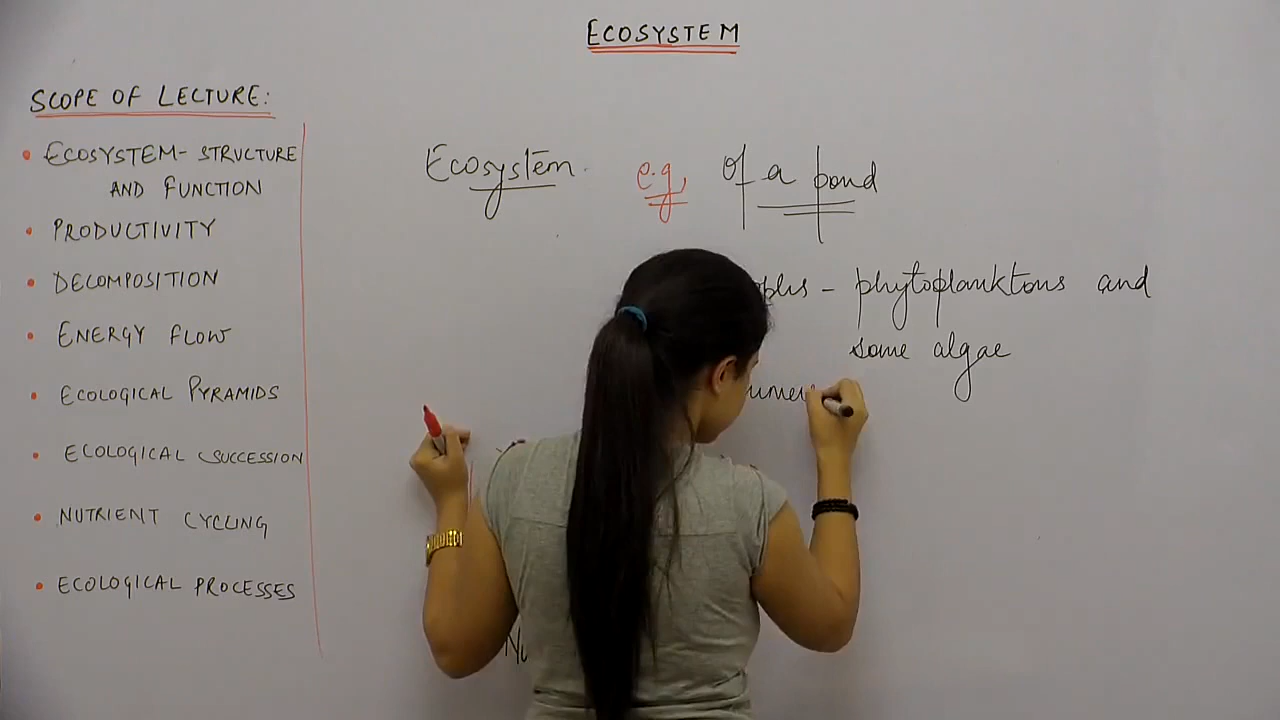 ECOSYSTEM
SCOPE OF LECTURE:
• ECOSYSTEM- STRUCTURE
AND FUNCTION
• PRODUCTIVITY
• DECOMPOSITION
• ENERGY FLOW
• ECOLOGICAL PYRAMIDS
• ECOLOGICAL SUCCESSION
• NUTRIENT CYCLING
• ECOLOGICAL PROCESSES
Ecosystem. e.g, Of a pond
- phytoplanktons and
some algae